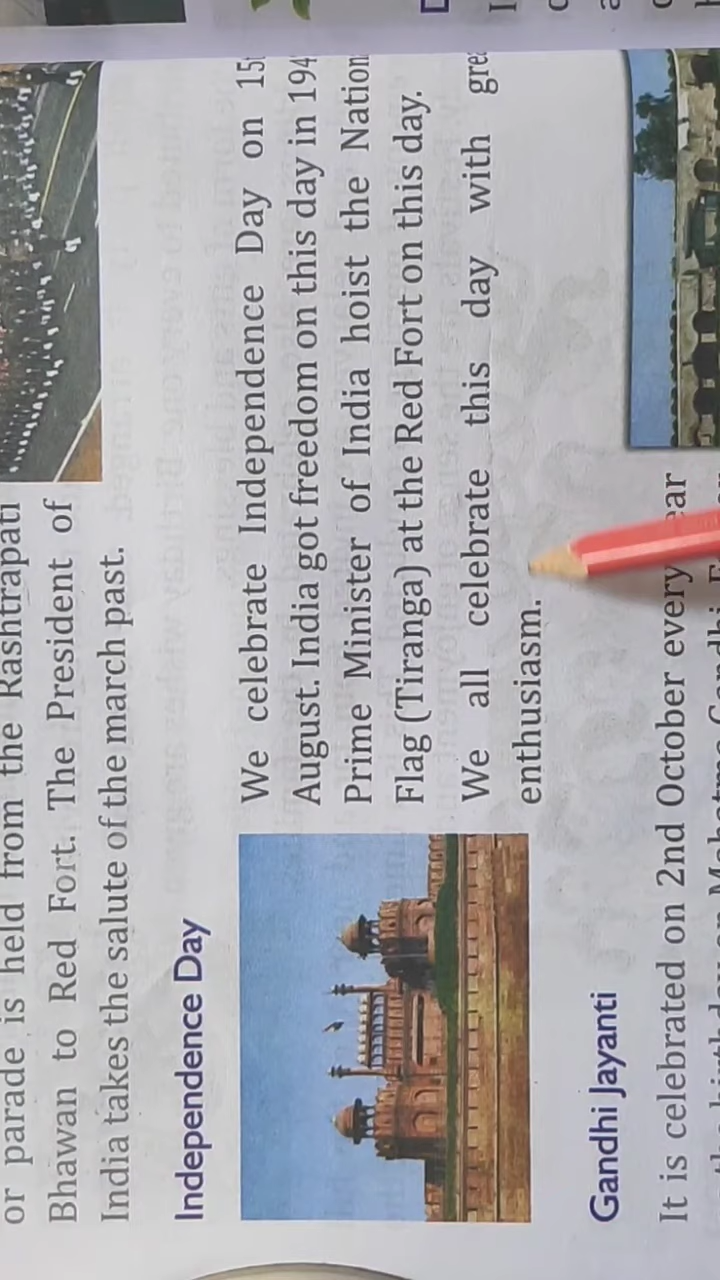 or parade is held from the Rashtrapati
Bhawan to Red Fort. The President of
India takes the salute of the march past.
Independence Day
We celebrate Independence Day on
August. India got freedom on this day in
Prime Minister of India hoist the
Flag (Tiranga) at the Red Fort on this day.
We all celebrate this day with
enthusiasm.
Gandhi Jayanti
It is celebrated on 2nd October every